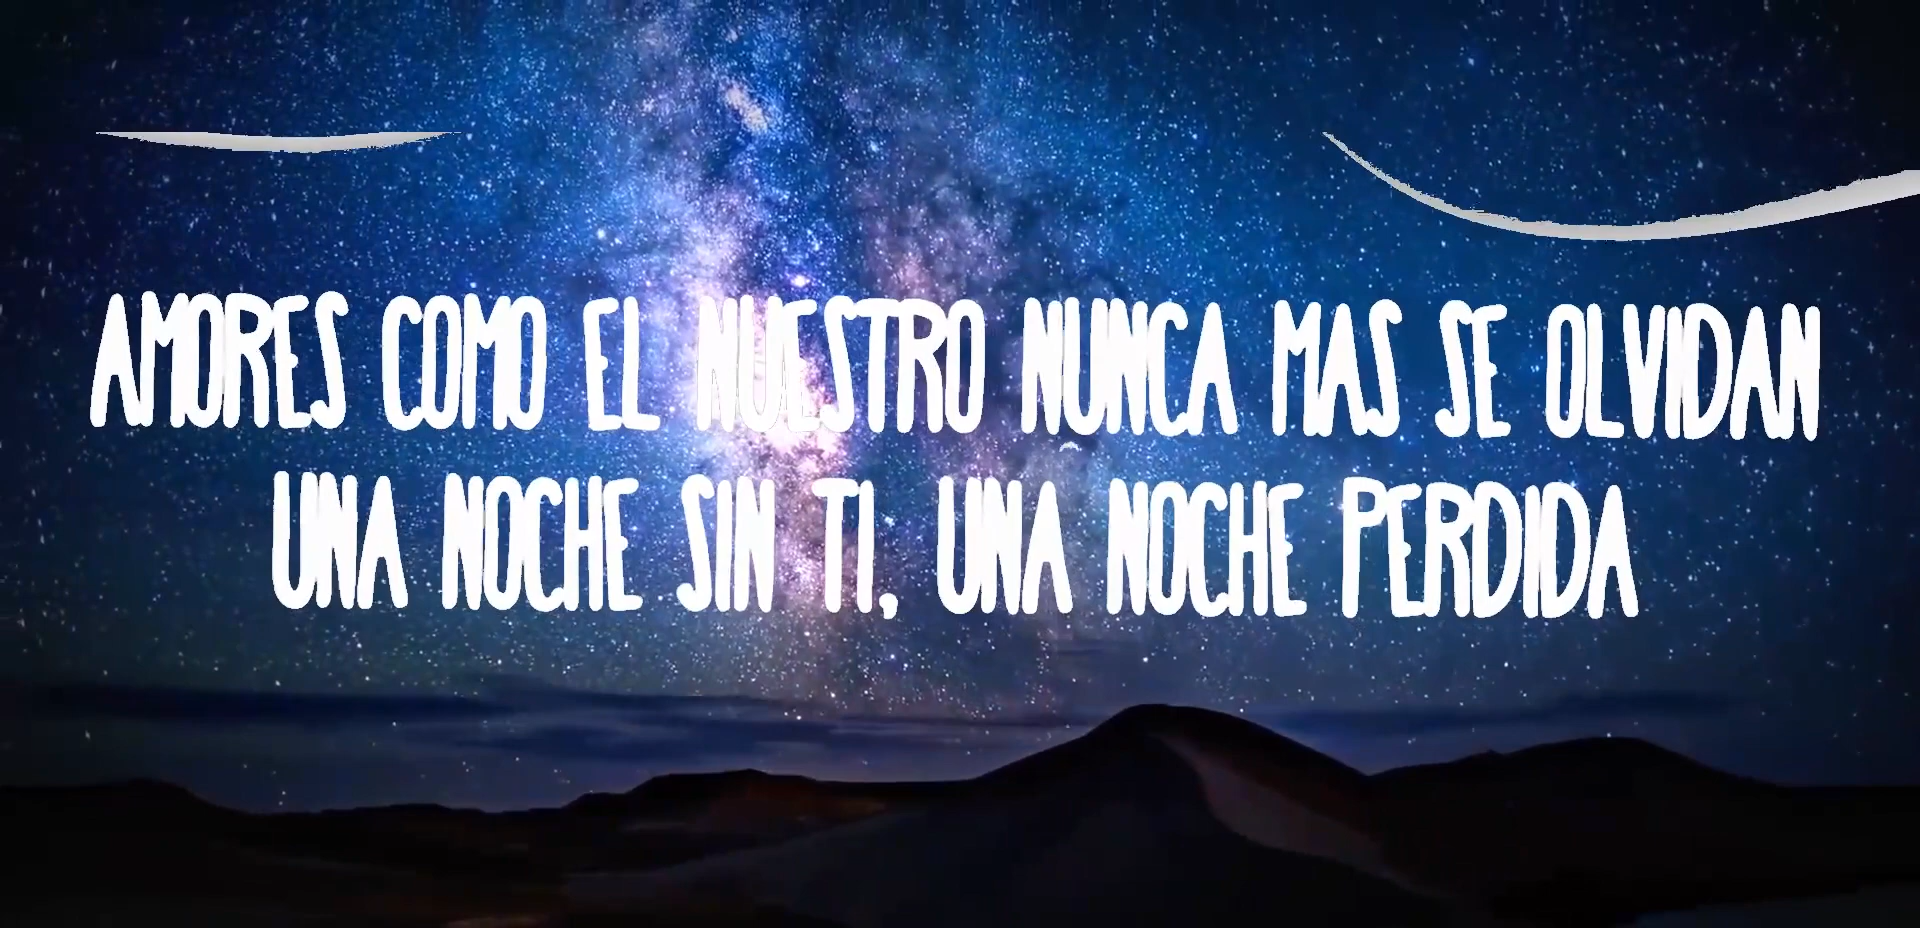 AMORES COMO EL NUESTRO NUNCA MAS SE OLVIDAN
UNA NOCHE SIN TI, UNA NOCHE PERDIDA